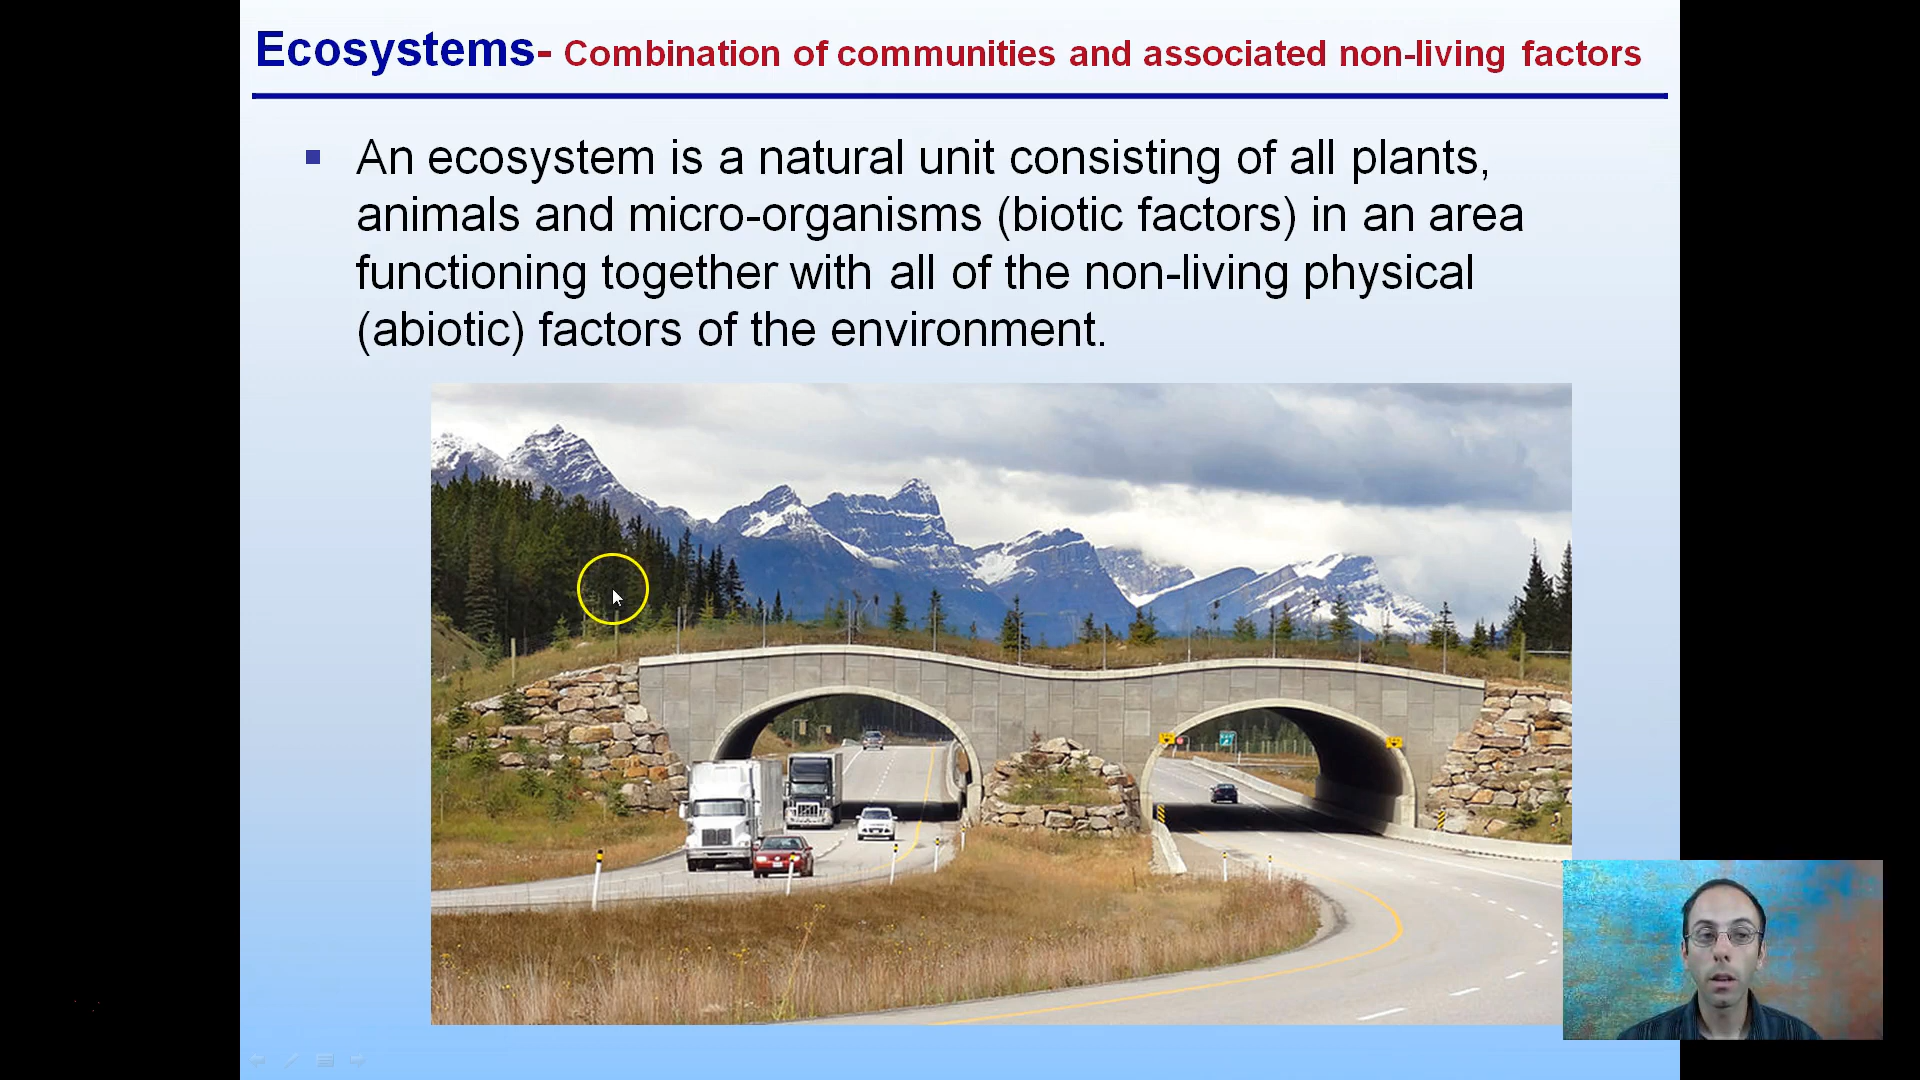 Ecosystems- Combination of communities and associated non-living factors
An ecosystem is a natural unit consisting of all plants,
animals and micro-organisms (biotic factors) in an area
functioning together with all of the non-living physical
(abiotic) factors of the environment.